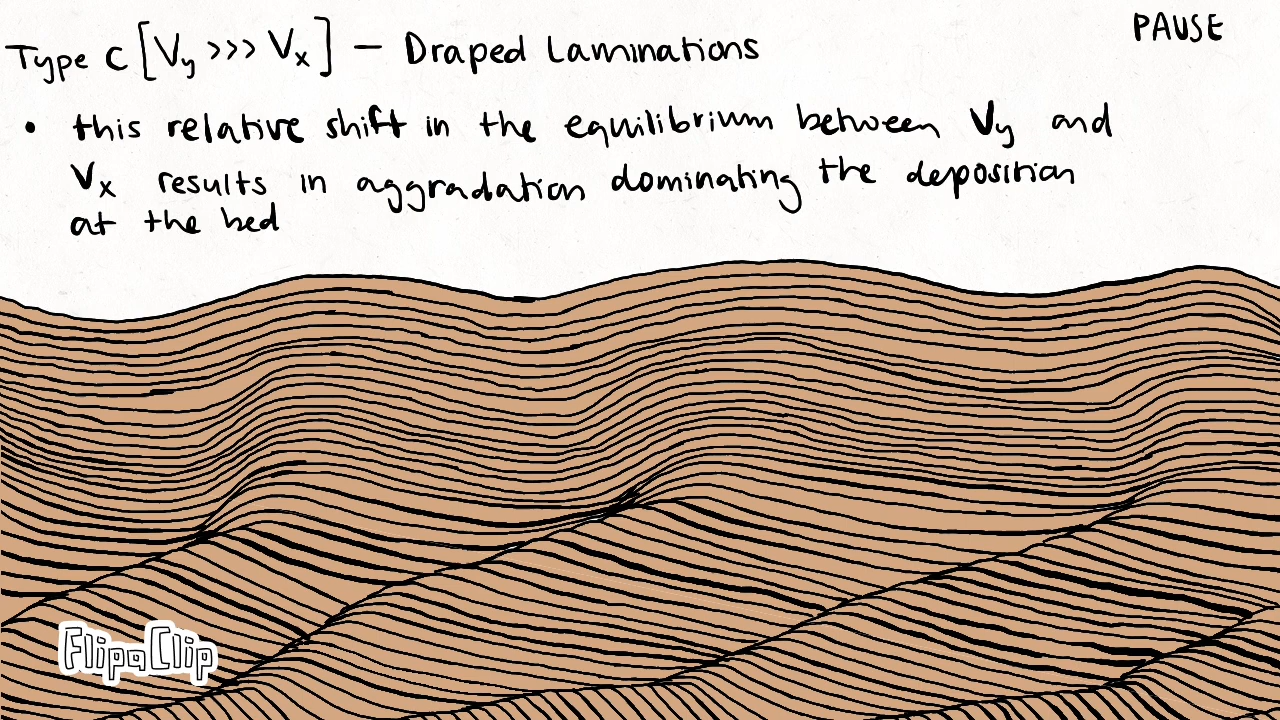 PAUSE
Type C [Vy >>> Vx] – Draped Laminations
• this relative shift in the equilibrium between Vy and
Vx results in aggradation dominating the deposition
at the bed
FlipaClip